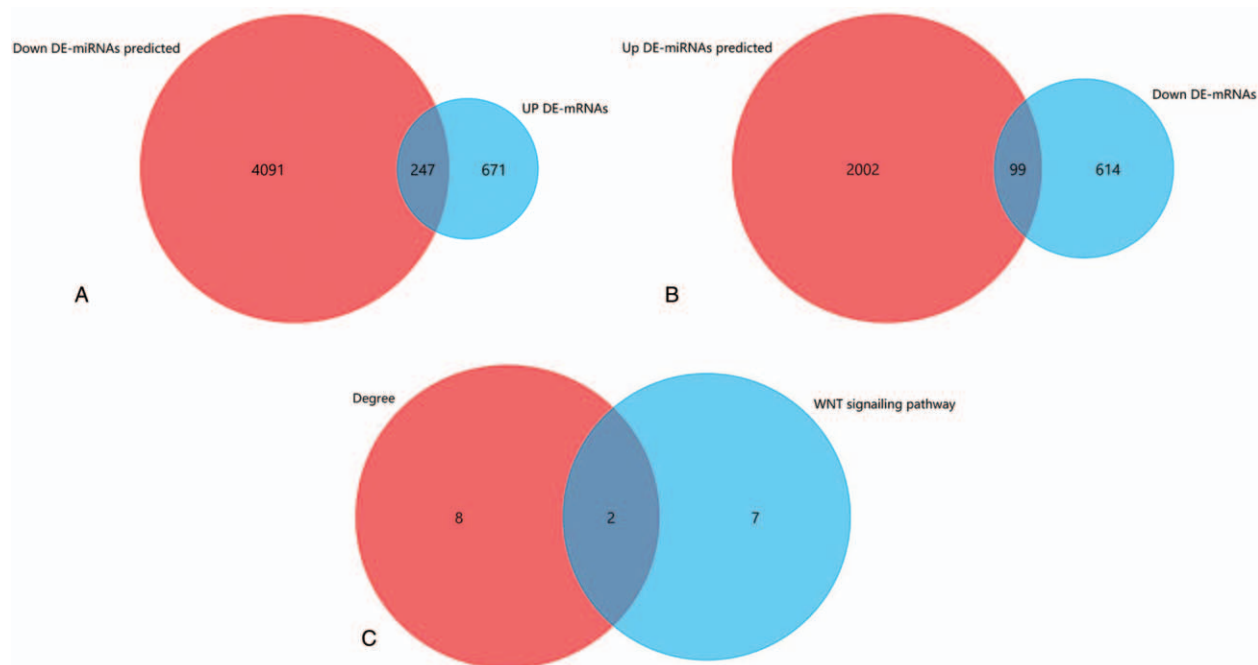 Down DE-miRNAs predicted
UP DE-mRNAs
4091
247
671
A
Up DE-miRNAs predicted
Down DE-mRNAs
2002
99
614
B
Degree
WNT signailing pathway
8
2
7
C